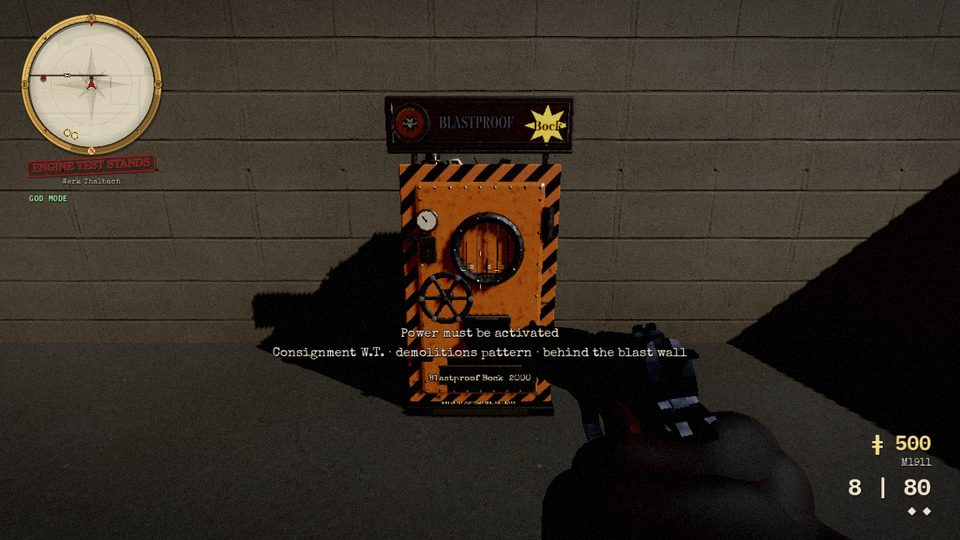 BLASTPROOF
Bock
ENGINE TEST STANDS
Werk Thalbach
GOD MODE
Power must be activated
Consignment W.T. · demolitions pattern · behind the blast wall
Blastproof Bock 2000
500
M1911
8 | 80